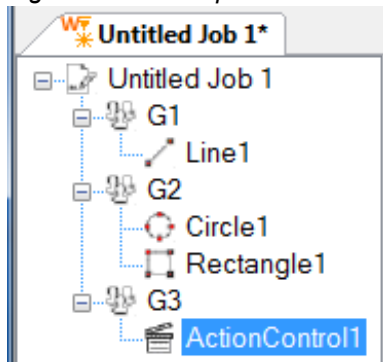 Untitled Job 1*
Untitled Job 1
G1
Line1
G2
Circle1
Rectangle1
G3
ActionControl1